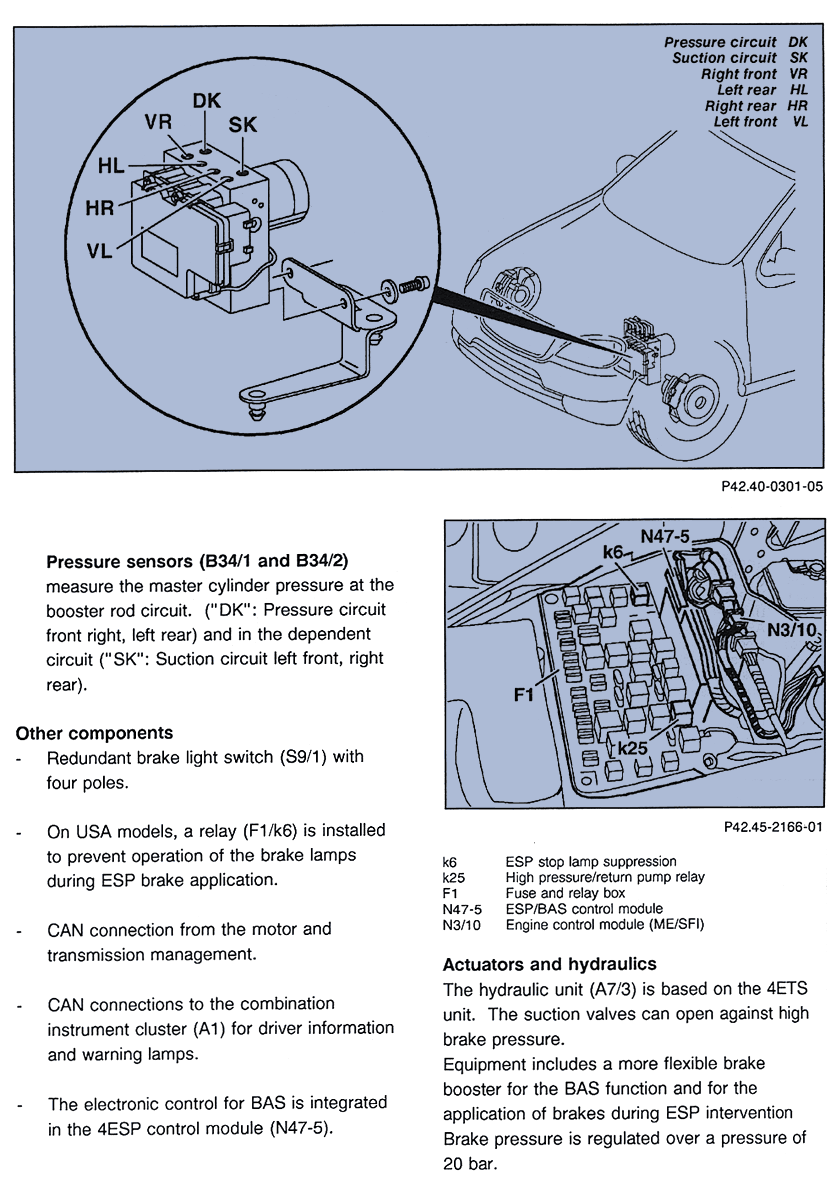 Pressure circuit DK
Suction circuit SK
Right front VR
Left rear HL
Right rear HR
Left front VL
DK
VR
SK
HL
HR
VL
P42.40-0301-05
Pressure sensors (B34/1 and B34/2)
measure the master cylinder pressure at the
booster rod circuit. ("DK": Pressure circuit
front right, left rear) and in the dependent
circuit ("SK": Suction circuit left front, right
rear).
Other components
- Redundant brake light switch (S9/1) with
four poles.
- On USA models, a relay (F1/k6) is installed
to prevent operation of the brake lamps
during ESP brake application.
- CAN connection from the motor and
transmission management.
- CAN connections to the combination
instrument cluster (A1) for driver information
and warning lamps.
- The electronic control for BAS is integrated
in the 4ESP control module (N47-5).
N47-5
k6
N3/10
F1
k25
P42.45-2166-01
k6 ESP stop lamp suppression
k25 High pressure/return pump relay
F1 Fuse and relay box
N47-5 ESP/BAS control module
N3/10 Engine control module (ME/SFI)
Actuators and hydraulics
The hydraulic unit (A7/3) is based on the 4ETS
unit. The suction valves can open against high
brake pressure.
Equipment includes a more flexible brake
booster for the BAS function and for the
application of brakes during ESP intervention
Brake pressure is regulated over a pressure of
20 bar.